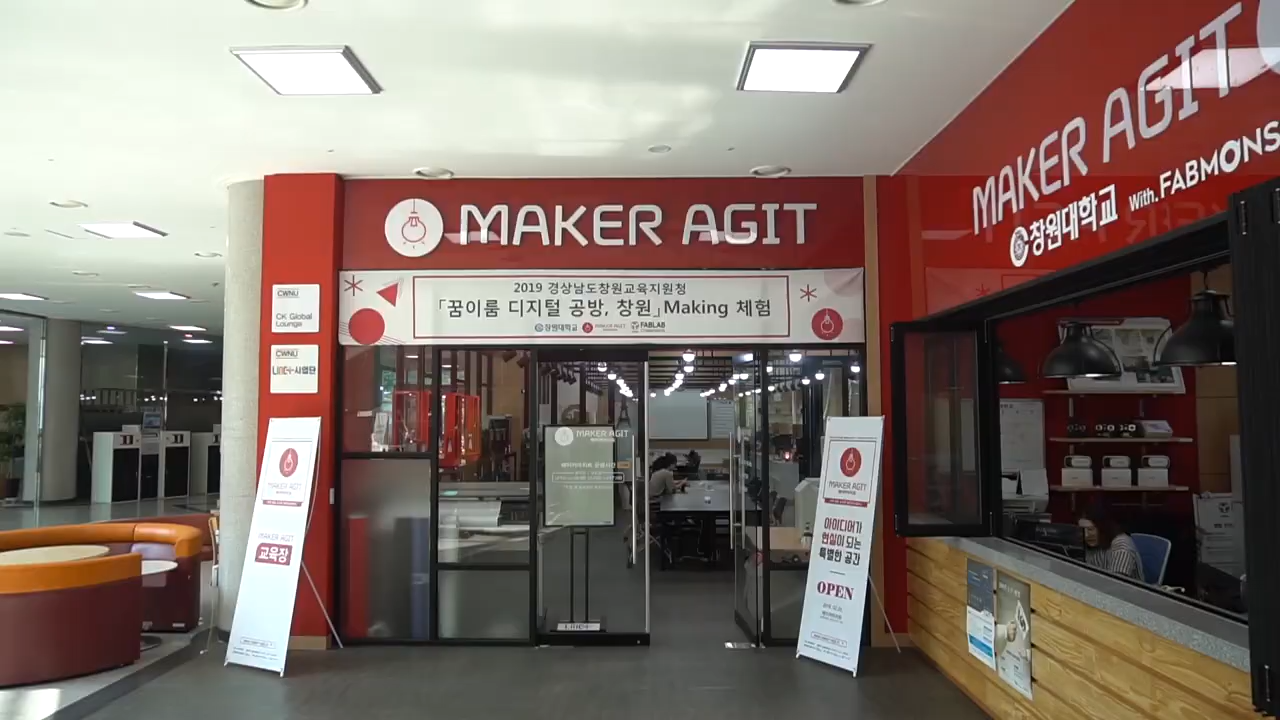 MAKER AGIT
2019 경상남도창원교육지원청
「꿈이룸 디지털 공방, 창원」Making 체험
창원대학교 MAKER AGIT FABLAB
CWNU
CK Global
Lounge
CWNU
LINC+사업단
MAKER AGIT
MAKER AGIT
교육장
MAKER AGIT
MAKER AGIT
아이디어가
현실이 되는
특별한 공간
OPEN
MAKER AGIT
창원대학교 With. FABMONS